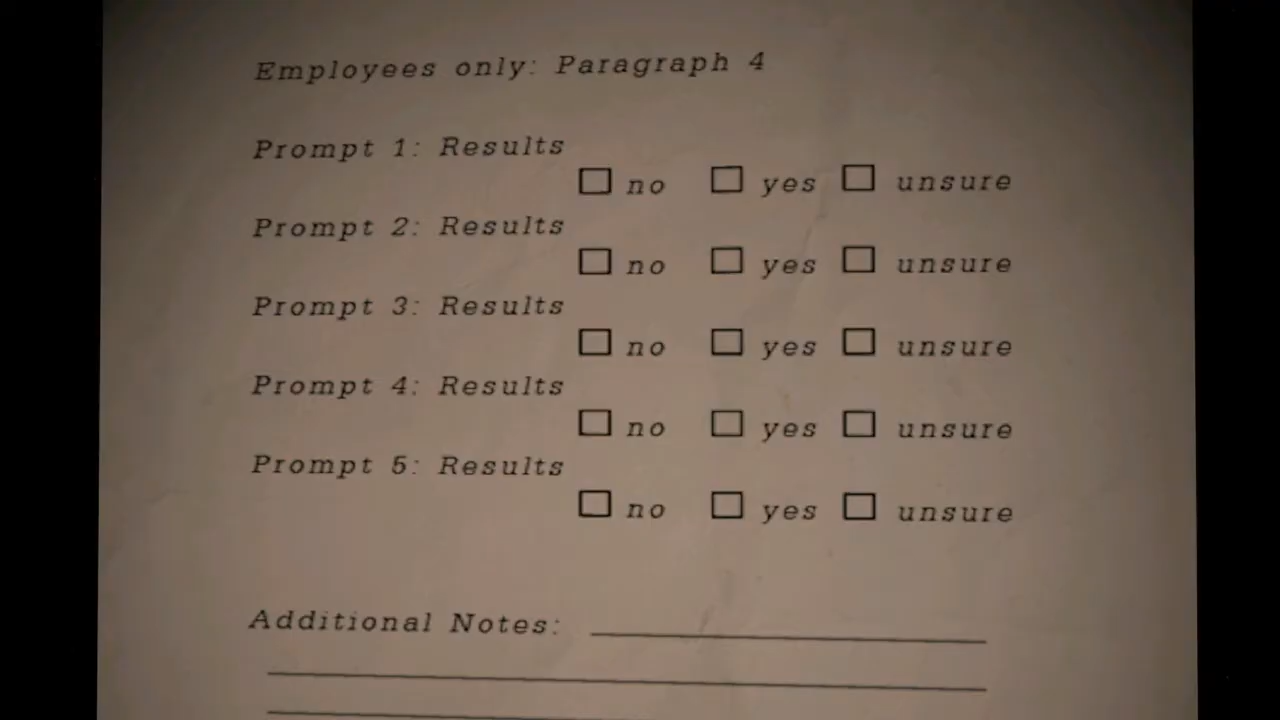 Employees only: Paragraph 4
Prompt 1: Results
no yes unsure
Prompt 2: Results
no yes unsure
Prompt 3: Results
no yes unsure
Prompt 4: Results
no yes unsure
Prompt 5: Results
no yes unsure
Additional Notes: